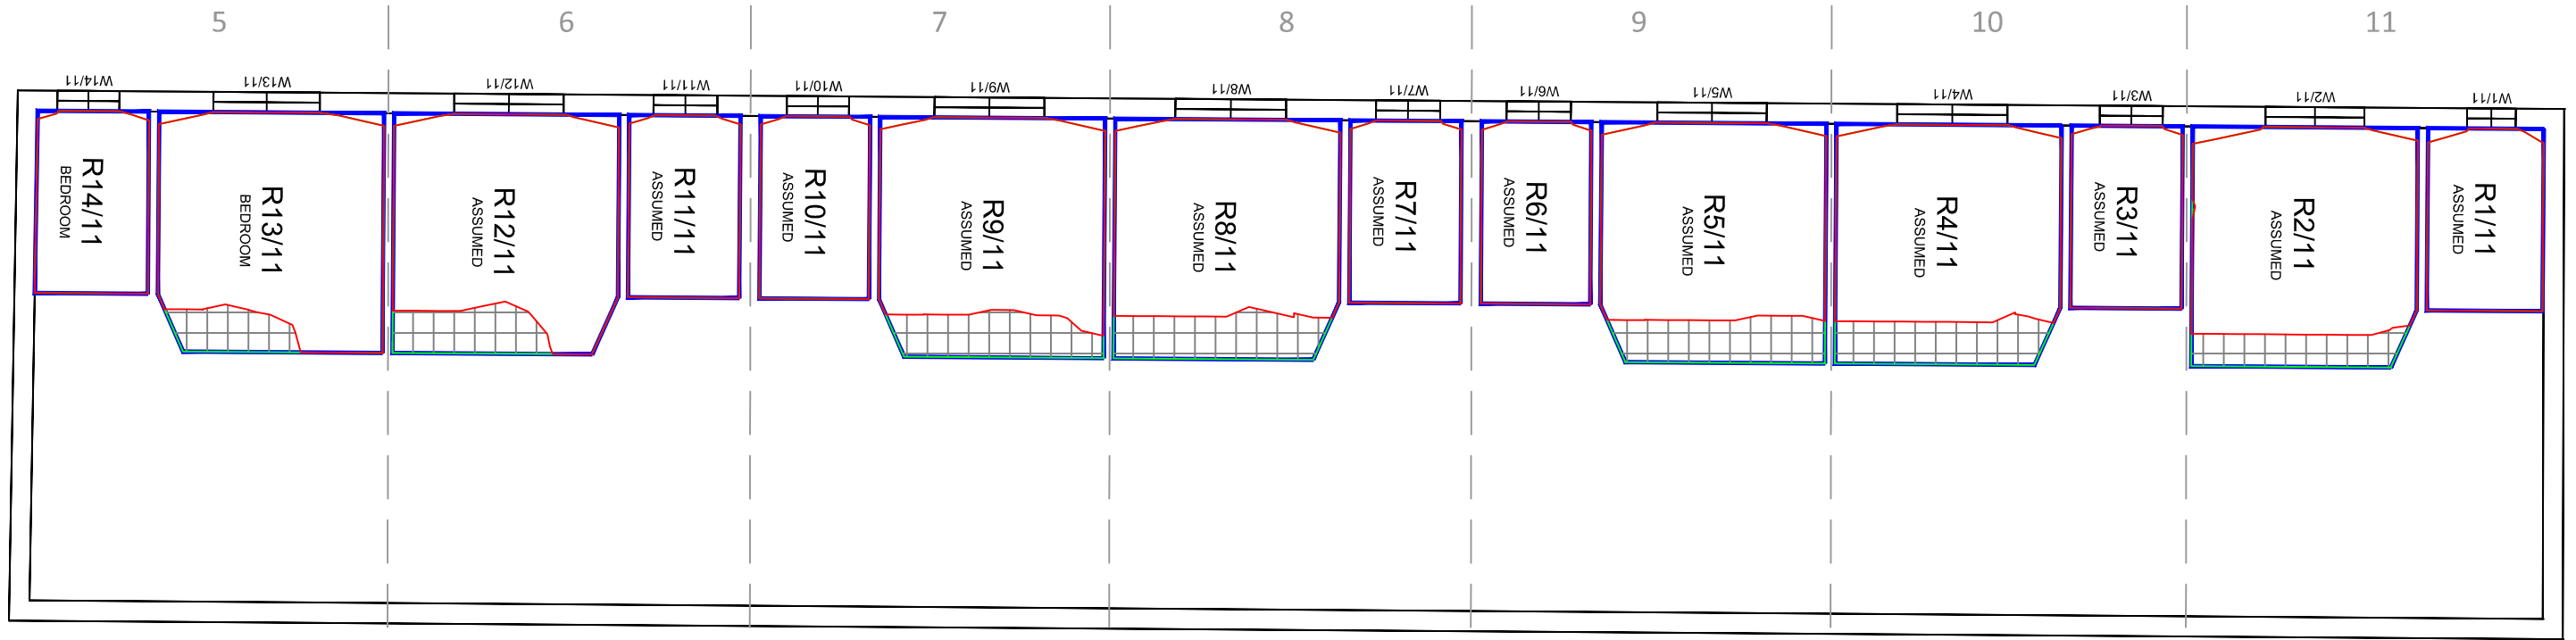 5 6 7 8 9 10 11
W14/11 W13/11 W12/11 W11/11 W10/11 W9/11 W8/11 W7/11 W6/11 W5/11 W4/11 W3/11 W2/11 W1/11
R14/11
BEDROOM
R13/11
BEDROOM
R12/11
ASSUMED
R11/11
ASSUMED
R10/11
ASSUMED
R9/11
ASSUMED
R8/11
ASSUMED
R7/11
ASSUMED
R6/11
ASSUMED
R5/11
ASSUMED
R4/11
ASSUMED
R3/11
ASSUMED
R2/11
ASSUMED
R1/11
ASSUMED